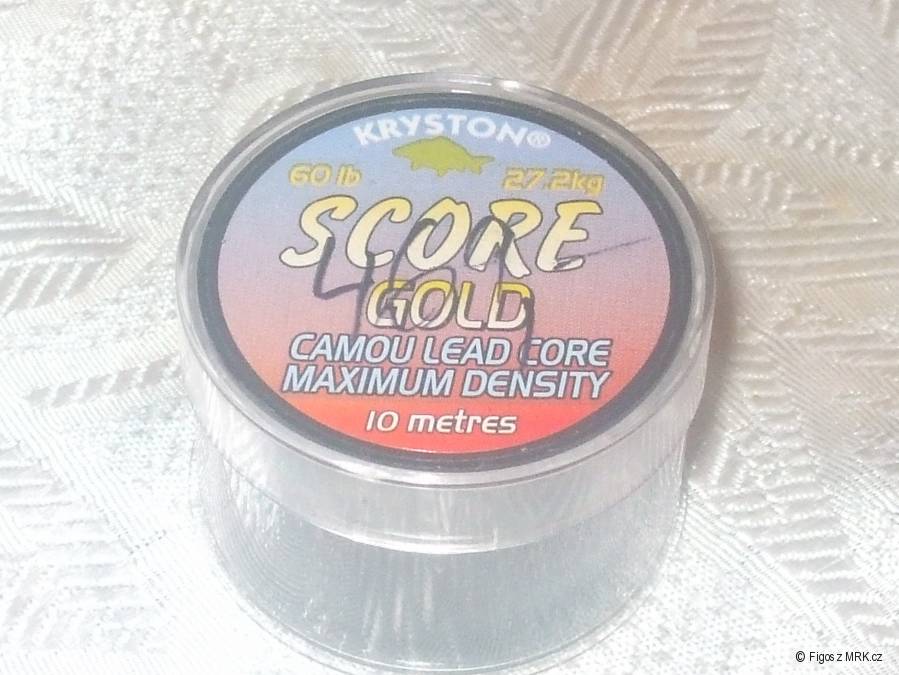 KRYSTON®
60 lb 27.2kg
SCORE
GOLD
CAMOU LEAD CORE
MAXIMUM DENSITY
10 metres
© Figos z MRK.cz